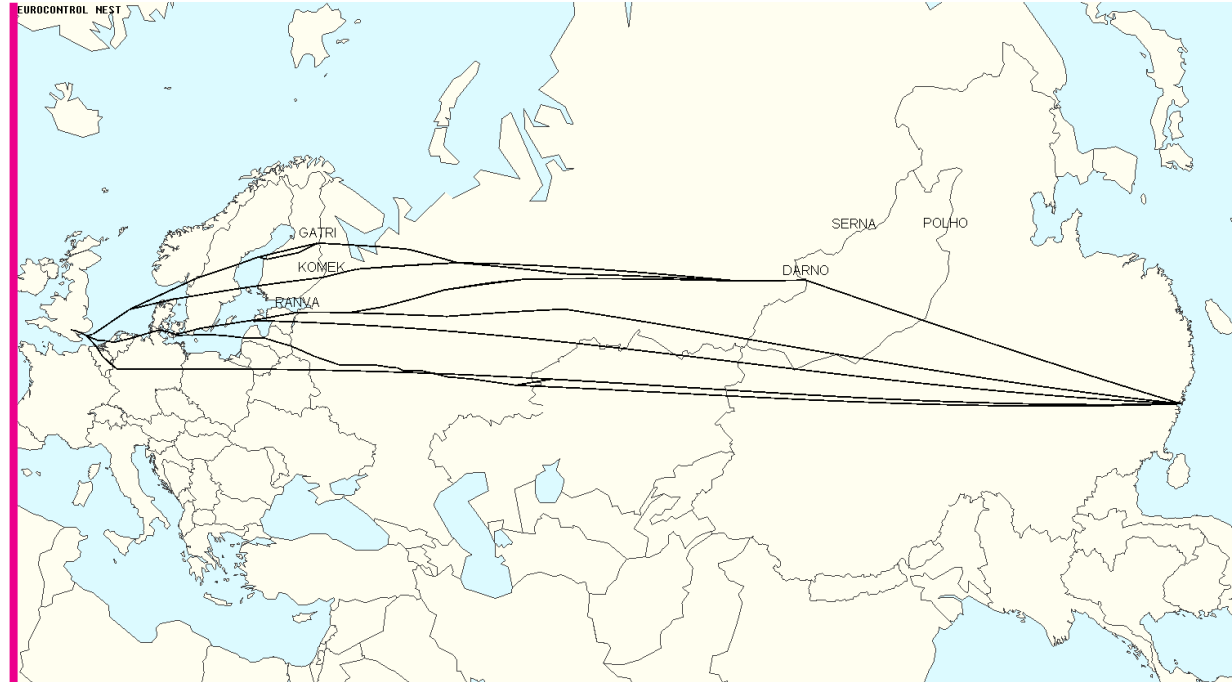 EUROCONTROL NEST
SERNA
POLHO
GATRI
KOMEK
DARNO
RANVA